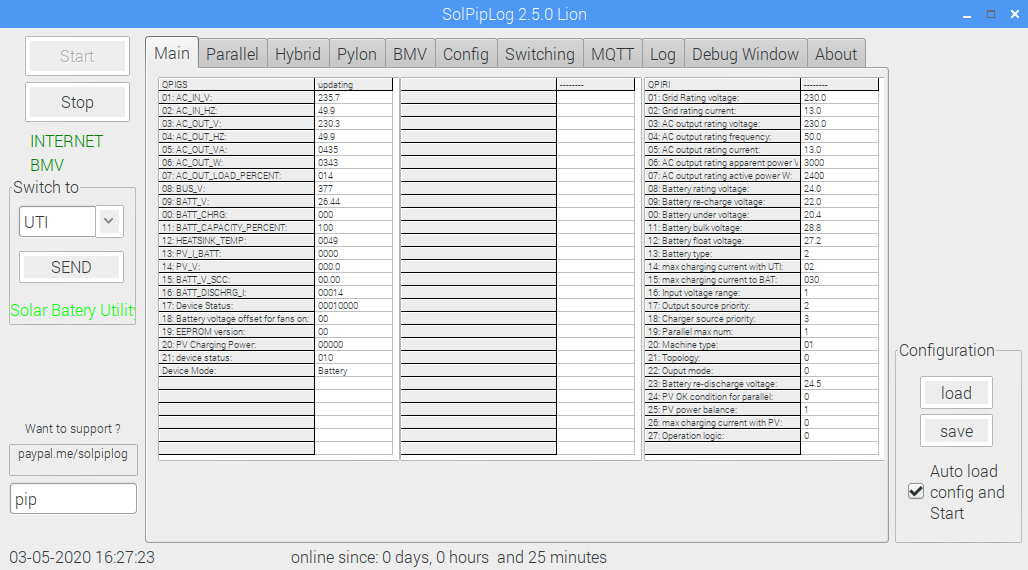 SolPipLog 2.5.0 Lion
Start
Stop
INTERNET
BMV
Switch to
UTI
SEND
Solar Batery Utility
Want to support ?
paypal.me/solpiplog
pip
Main Parallel Hybrid Pylon BMV Config Switching MQTT Log Debug Window About
QPIGS updating
01: AC_IN_V: 235.7
02: AC_IN_HZ: 49.9
03: AC_OUT_V: 230.3
04: AC_OUT_HZ: 49.9
05: AC_OUT_VA: 0435
06: AC_OUT_W: 0343
07: AC_OUT_LOAD_PERCENT: 014
08: BUS_V: 377
09: BATT_V: 26.44
00: BATT_CHRG: 000
11: BATT_CAPACITY_PERCENT: 100
12: HEATSINK_TEMP: 0049
13: PV_I_BATT: 0000
14: PV_V: 000.0
15: BATT_V_SCC: 00.00
16: BATT_DISCHRG_I: 00014
17: Device Status: 00010000
18: Battery voltage offset for fans on: 00
19: EEPROM version: 00
20: PV Charging Power: 00000
21: device status: 010
Device Mode: Battery
--------
QPIRI --------
01: Grid Rating voltage: 230.0
02: Grid rating current: 13.0
03: AC output rating voltage: 230.0
04: AC output rating frequency: 50.0
05: AC output rating current: 13.0
06: AC output rating apparent power V 3000
07: AC output rating active power W: 2400
08: Battery rating voltage: 24.0
09: Battery re-charge voltage: 22.0
00: Battery under voltage: 20.4
11: Battery bulk voltage: 28.8
12: Battery float voltage: 27.2
13: Battery type: 2
14: max charging current with UTI: 02
15: max charging current to BAT: 030
16: Input voltage range: 1
17: Output source priority: 2
18: Charger source priority: 3
19: Parallel max num: 1
20: Machine type: 01
21: Topology: 0
22: Ouput mode: 0
23: Battery re-discharge voltage: 24.5
24: PV OK condition for parallel: 0
25: PV power balance: 1
26: max charging current with PV: 0
27: Operation logic: 0
Configuration
load
save
Auto load
config and
Start
03-05-2020 16:27:23
online since: 0 days, 0 hours and 25 minutes